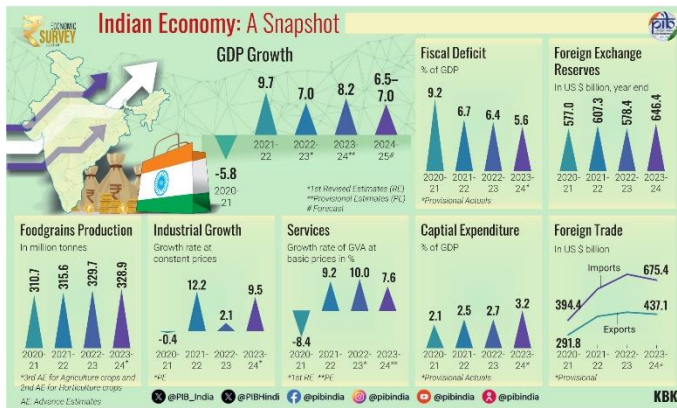 ECONOMIC
SURVEY
Indian Economy: A Snapshot
pib
GDP Growth
9.7
7.0
8.2
6.5–
7.0
-5.8
2020-
21
2021-
22
2022-
23*
2023-
24**
2024-
25#
*1st Revised Estimates (RE)
**Provisional Estimates (PE)
# Forecast
Fiscal Deficit
% of GDP
9.2
6.7
6.4
5.6
2020-
21
2021-
22
2022-
23
2023-
24*
*Provisional Actuals
Foreign Exchange
Reserves
In US $ billion, year end
577.0
607.3
578.4
646.4
2020-
21
2021-
22
2022-
23
2023-
24
Foodgrains Production
In million tonnes
310.7
315.6
329.7
328.9
2020-
21
2021-
22
2022-
23
2023-
24*
*3rd AE for Agriculture crops and
2nd AE for Horticulture crops
AE: Advance Estimates
Industrial Growth
Growth rate at
constant prices
-0.4
12.2
2.1
9.5
2020-
21
2021-
22
2022-
23
2023-
24*
*PE
Services
Growth rate of GVA at
basic prices in %
-8.4
9.2
10.0
7.6
2020-
21
2021-
22
2022-
23*
2023-
24**
*1st RE **PE
Captial Expenditure
% of GDP
2.1
2.5
2.7
3.2
2020-
21
2021-
22
2022-
23
2023-
24*
*Provisional Actuals
Foreign Trade
In US $ billion
Imports
675.4
394.4
437.1
Exports
291.8
2020-
21
2021-
22
2022-
23
2023-
24*
*Provisional
@PIB_India
@PIBHindi
@pibindia
@pibindia
@pibindia
@pibindia
KBK